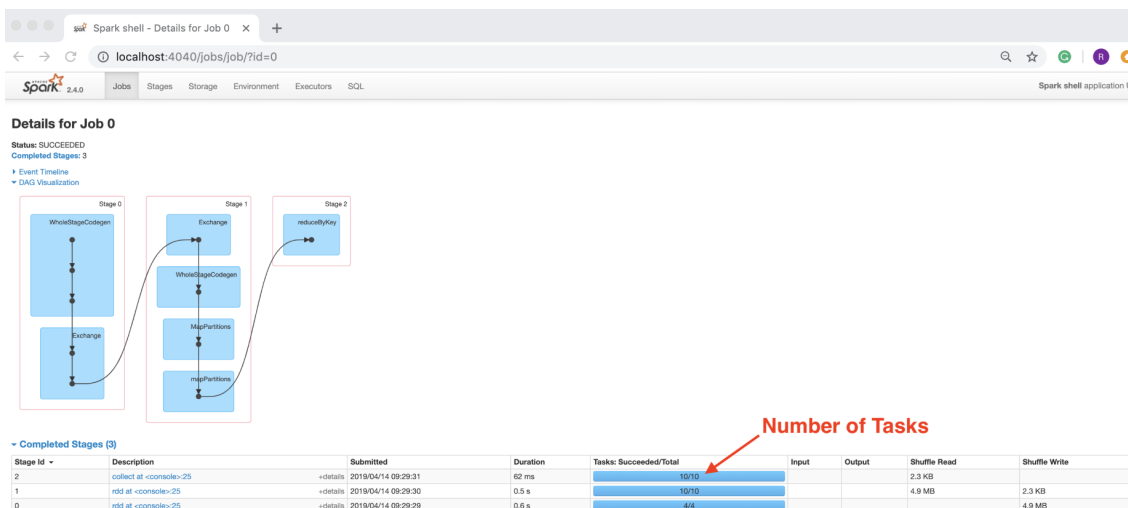 Spark shell - Details for Job 0
localhost:4040/jobs/job/?id=0
R
APACHE
Spark 2.4.0 Jobs Stages Storage Environment Executors SQL Spark shell application
Details for Job 0
Status: SUCCEEDED
Completed Stages: 3
Event Timeline
DAG Visualization
Stage 0 Stage 1 Stage 2
WholeStageCodegen Exchange reduceByKey
WholeStageCodegen
MapPartitions
Exchange
mapPartitions
Number of Tasks
Completed Stages (3)
Stage Id Description Submitted Duration Tasks: Succeeded/Total Input Output Shuffle Read Shuffle Write
2 collect at <console>:25 +details 2019/04/14 09:29:31 62 ms 10/10 2.3 KB
1 rdd at <console>:25 +details 2019/04/14 09:29:30 0.5 s 10/10 4.9 MB 2.3 KB
0 rdd at <console>:25 +details 2019/04/14 09:29:29 0.6 s 4/4 4.9 MB